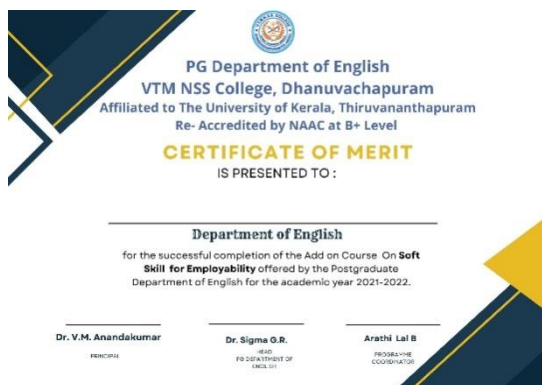 PG Department of English
VTM NSS College, Dhanuvachapuram
Affiliated to The University of Kerala, Thiruvananthapuram
Re- Accredited by NAAC at B+ Level
CERTIFICATE OF MERIT
IS PRESENTED TO :
Department of English
for the successful completion of the Add on Course On Soft
Skill for Employability offered by the Postgraduate
Department of English for the academic year 2021-2022.
Dr. V.M. Anandakumar
PRINCIPAL
Dr. Sigma G.R.
HEAD
PG DEPARTMENT OF
ENGLISH
Arathi Lal B
PROGRAMME
COORDINATOR